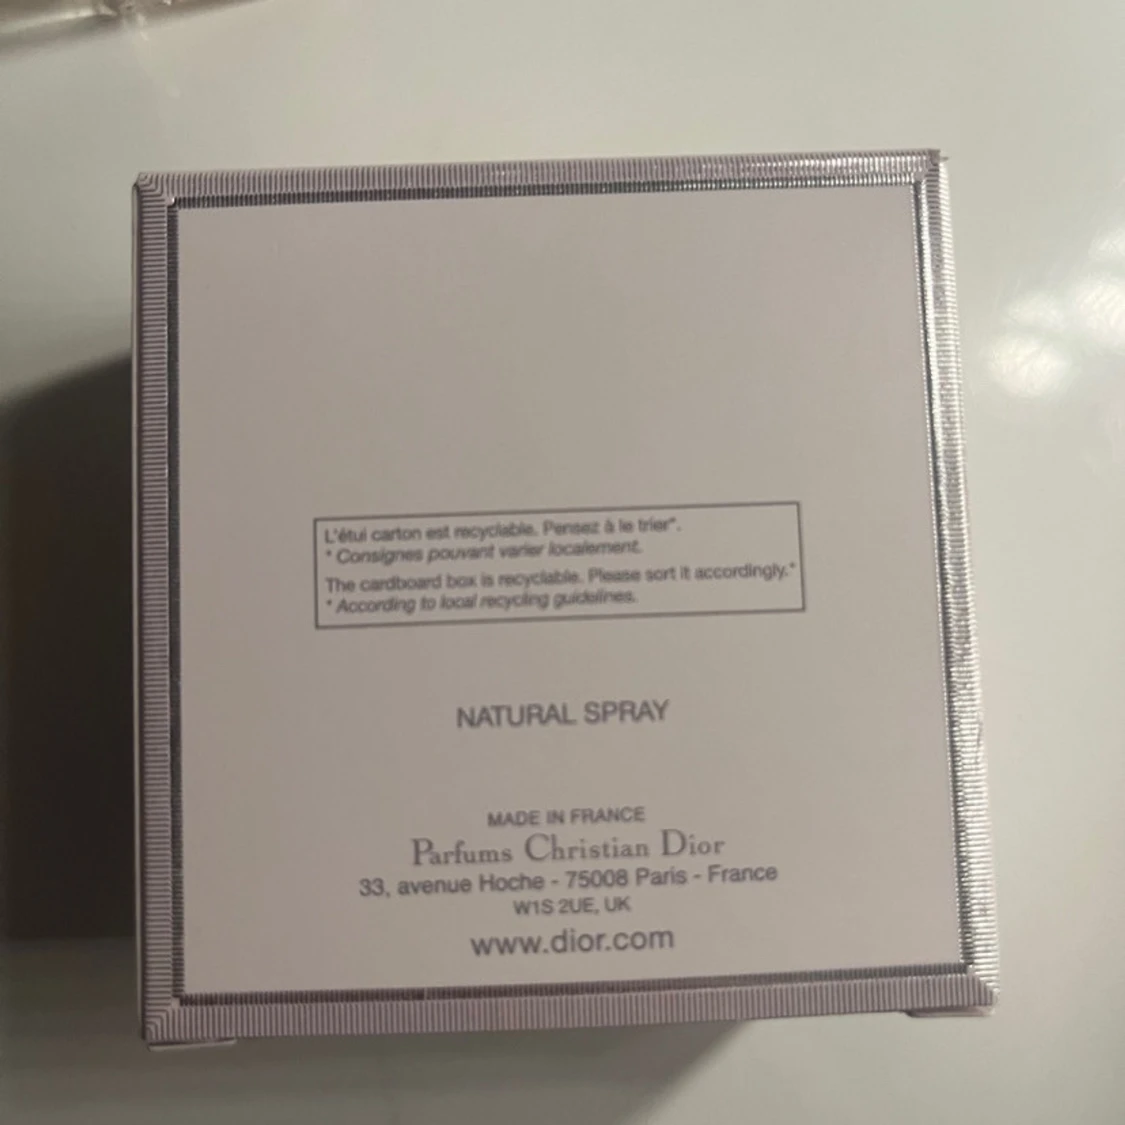 L'étui carton est recyclable. Pensez à le trier*.
* Consignes pouvant varier localement.
The cardboard box is recyclable. Please sort it accordingly.*
* According to local recycling guidelines.
NATURAL SPRAY
MADE IN FRANCE
Parfums Christian Dior
33, avenue Hoche - 75008 Paris - France
W1S 2UE, UK
www.dior.com